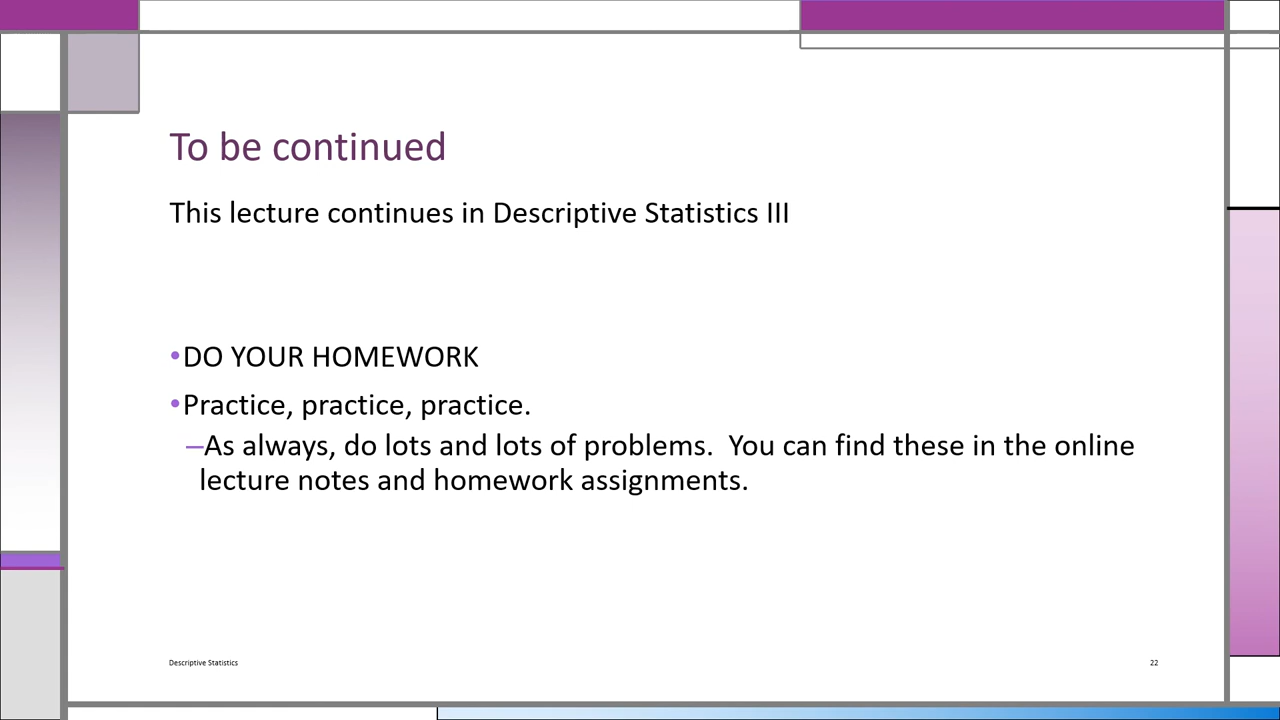 To be continued
This lecture continues in Descriptive Statistics III
•DO YOUR HOMEWORK
•Practice, practice, practice.
–As always, do lots and lots of problems.  You can find these in the online
lecture notes and homework assignments.
Descriptive Statistics
22